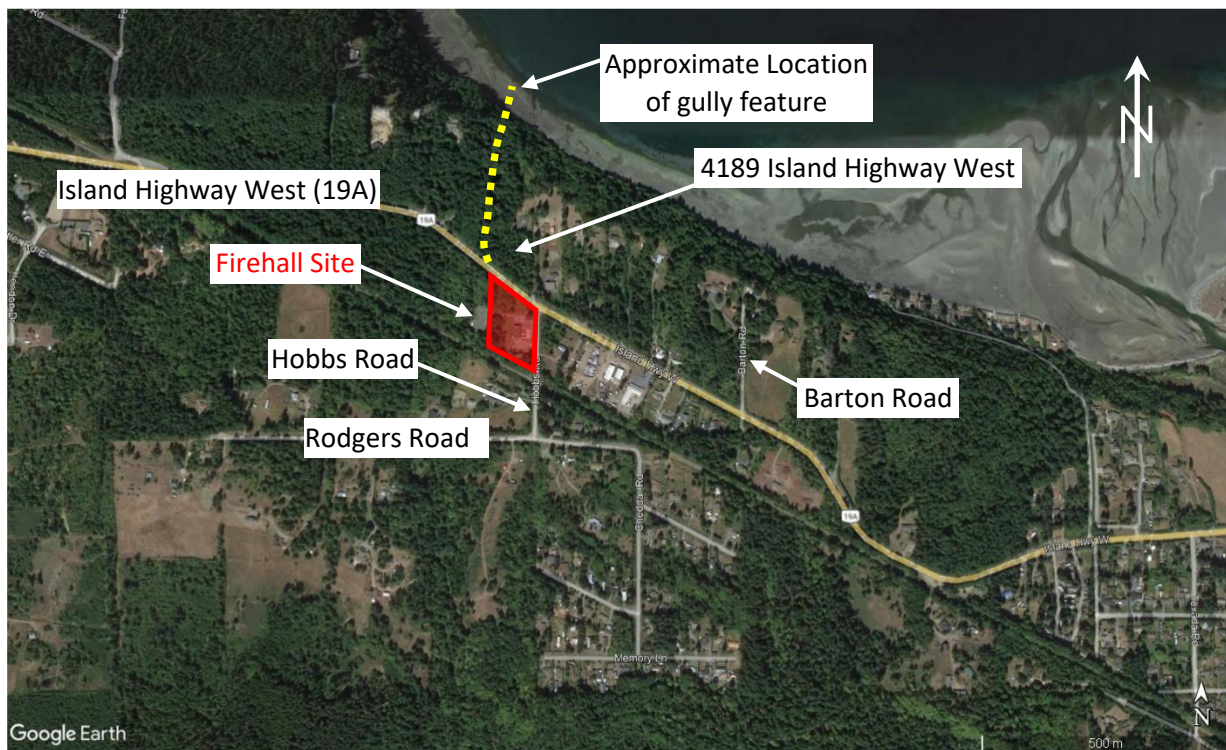 Approximate Location
of gully feature
N
4189 Island Highway West
Island Highway West (19A)
19A
Firehall Site
Island Hwy W
Hobbs Road
Hobbs Rd
Barton Rd
Barton Road
Rodgers Road
19A
Island Hwy W
Memory Ln
N
Google Earth
500 m